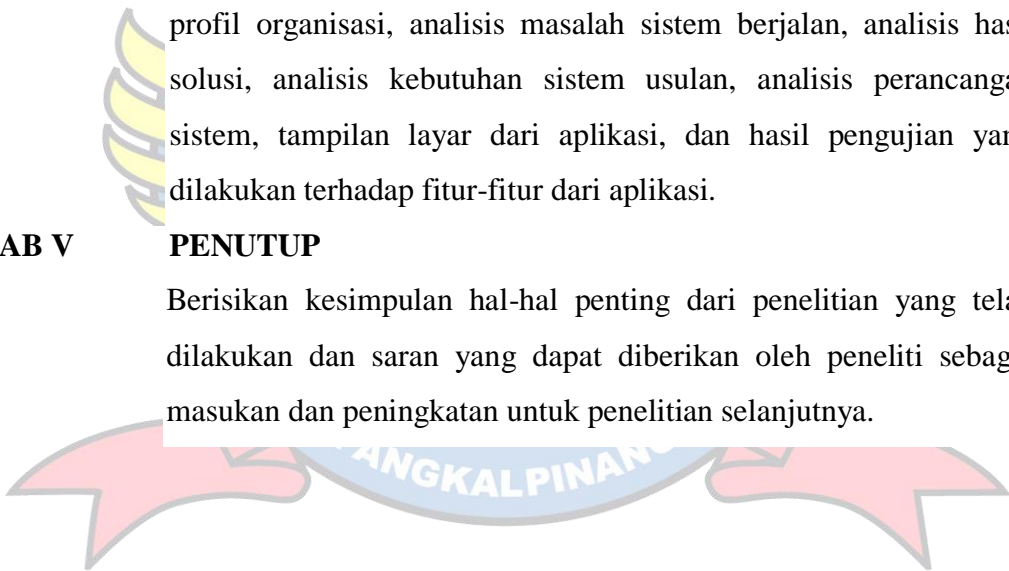 profil organisasi, analisis masalah sistem berjalan, analisis has
solusi, analisis kebutuhan sistem usulan, analisis perancanga
sistem, tampilan layar dari aplikasi, dan hasil pengujian yan
dilakukan terhadap fitur-fitur dari aplikasi.
AB V PENUTUP
Berisikan kesimpulan hal-hal penting dari penelitian yang tela
dilakukan dan saran yang dapat diberikan oleh peneliti sebag
masukan dan peningkatan untuk penelitian selanjutnya.
ANGKALPINAN